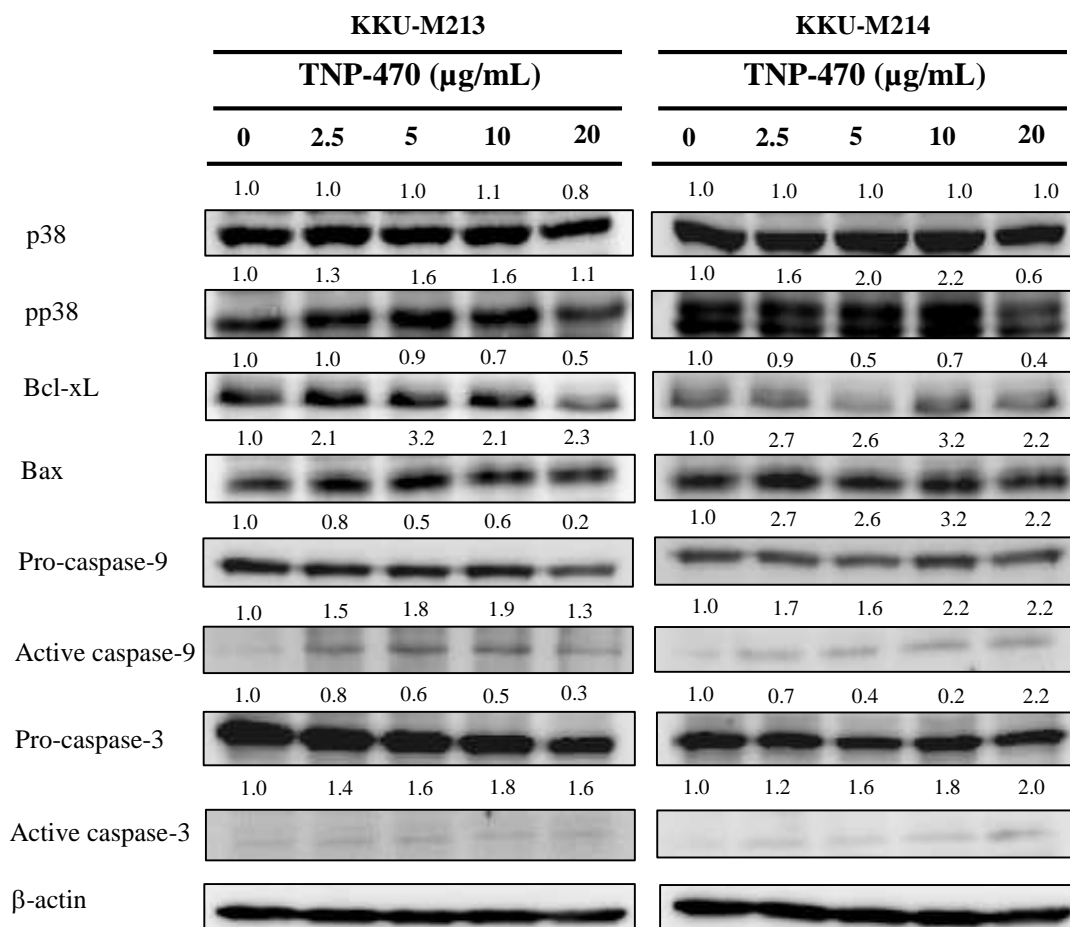 KKU-M213 KKU-M214
TNP-470 (µg/mL) TNP-470 (µg/mL)
0 2.5 5 10 20 0 2.5 5 10 20
1.0 1.0 1.0 1.1 0.8 1.0 1.0 1.0 1.0 1.0
p38
1.0 1.3 1.6 1.6 1.1 1.0 1.6 2.0 2.2 0.6
pp38
1.0 1.0 0.9 0.7 0.5 1.0 0.9 0.5 0.7 0.4
Bcl-xL
1.0 2.1 3.2 2.1 2.3 1.0 2.7 2.6 3.2 2.2
Bax
1.0 0.8 0.5 0.6 0.2 1.0 2.7 2.6 3.2 2.2
Pro-caspase-9
1.0 1.5 1.8 1.9 1.3 1.0 1.7 1.6 2.2 2.2
Active caspase-9
1.0 0.8 0.6 0.5 0.3 1.0 0.7 0.4 0.2 2.2
Pro-caspase-3
1.0 1.4 1.6 1.8 1.6 1.0 1.2 1.6 1.8 2.0
Active caspase-3
β-actin